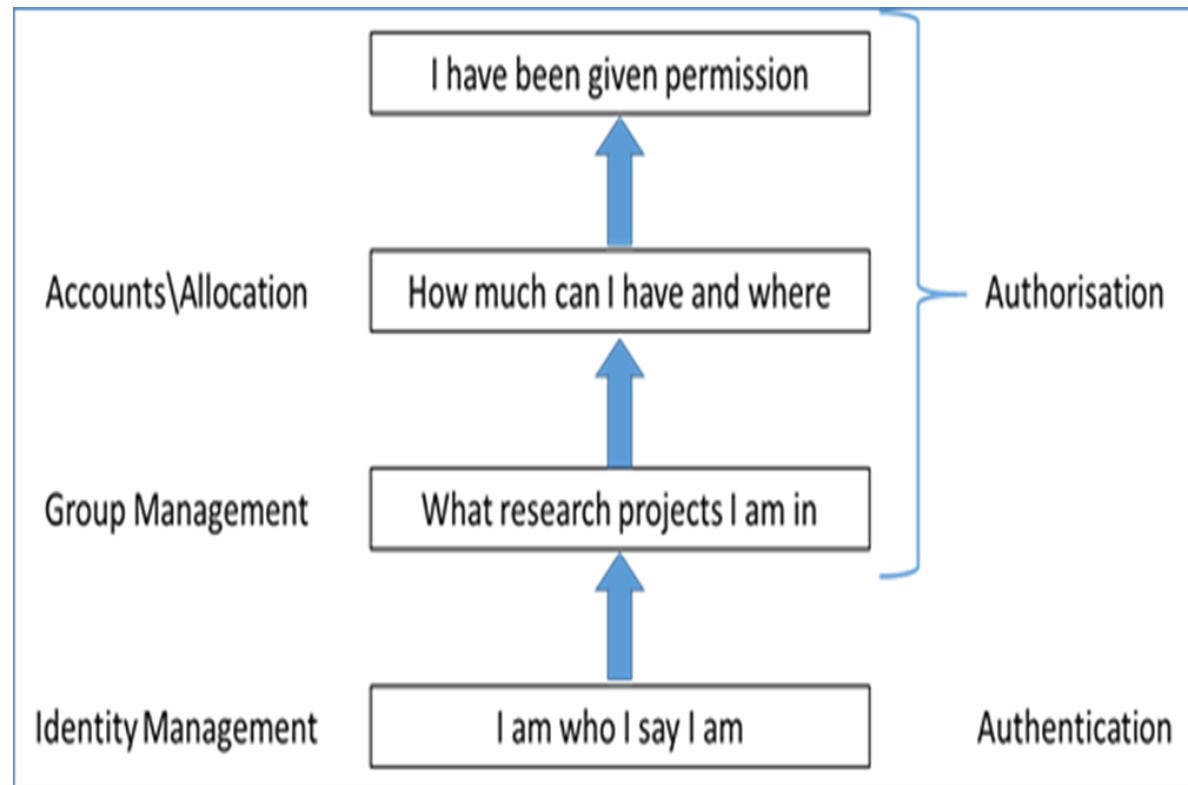 I have been given permission
Accounts\Allocation
How much can I have and where
Authorisation
Group Management
What research projects I am in
Identity Management
I am who I say I am
Authentication